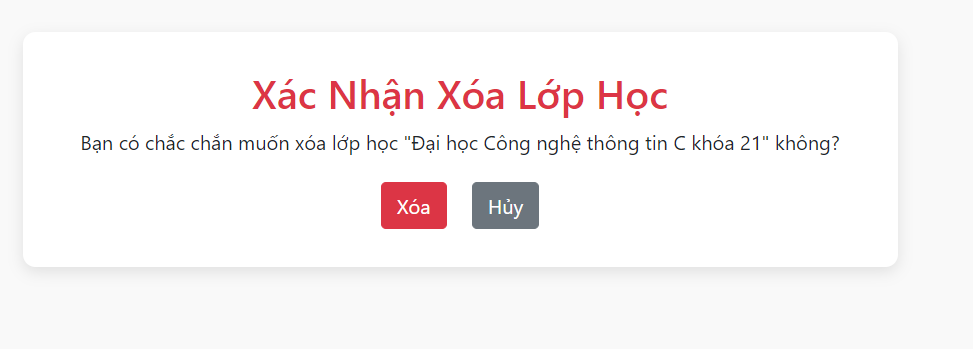 Xác Nhận Xóa Lớp Học
Bạn có chắc chắn muốn xóa lớp học "Đại học Công nghệ thông tin C khóa 21" không?
Xóa
Hủy